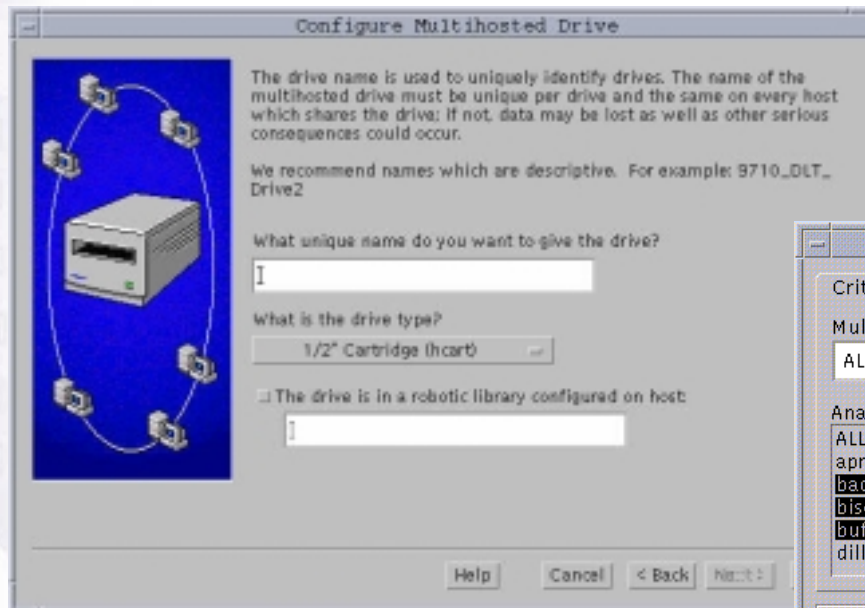 Configure Multihosted Drive
The drive name is used to uniquely identify drives. The name of the
multihosted drive must be unique per drive and the same on every host
which shares the drive; if not, data may be lost as well as other serious
consequences could occur.
We recommend names which are descriptive. For example: 9710_DLT_
Drive2
What unique name do you want to give the drive?
What is the drive type?
1/2" Cartridge (hcart)
The drive is in a robotic library configured on host:
Help Cancel < Back Next >
Crit
Mul
AL
Ana
ALL
apr
bac
bis
buf
dill